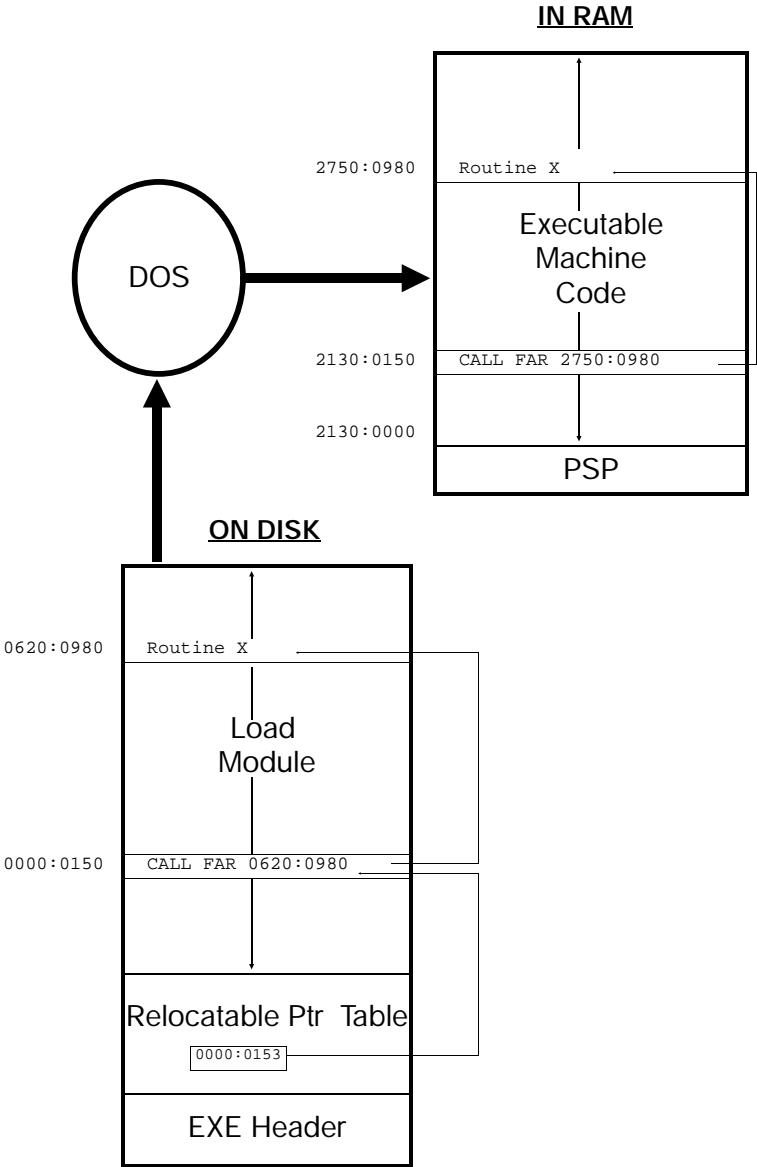 IN RAM
2750:0980 Routine X
Executable
Machine
Code
DOS
2130:0150 CALL FAR 2750:0980
2130:0000
PSP
ON DISK
0620:0980 Routine X
Load
Module
0000:0150 CALL FAR 0620:0980
Relocatable Ptr Table
0000:0153
EXE Header